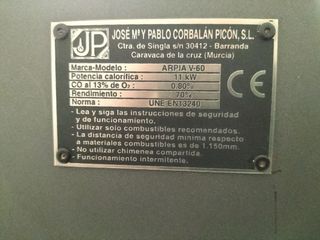 JP
JOSÉ Mª Y PABLO CORBALÁN PICÓN, S.L.
Ctra. de Singla s/n 30412 - Barranda
Caravaca de la cruz (Murcia)
Marca-Modelo : ARPIA V-60
Potencia calorífica : 11 kW
CO al 13% de O₂ : 0.80%
Rendimiento : 70%
Norma : UNE EN13240
- Lea y siga las instrucciones de seguridad
y de funcionamiento.
- Utilizar solo combustibles recomendados.
- La distancia de seguridad mínima respecto
a materiales combustibles es de 1.150mm.
- No utilizar chimenea compartida.
- Funcionamiento intermitente.